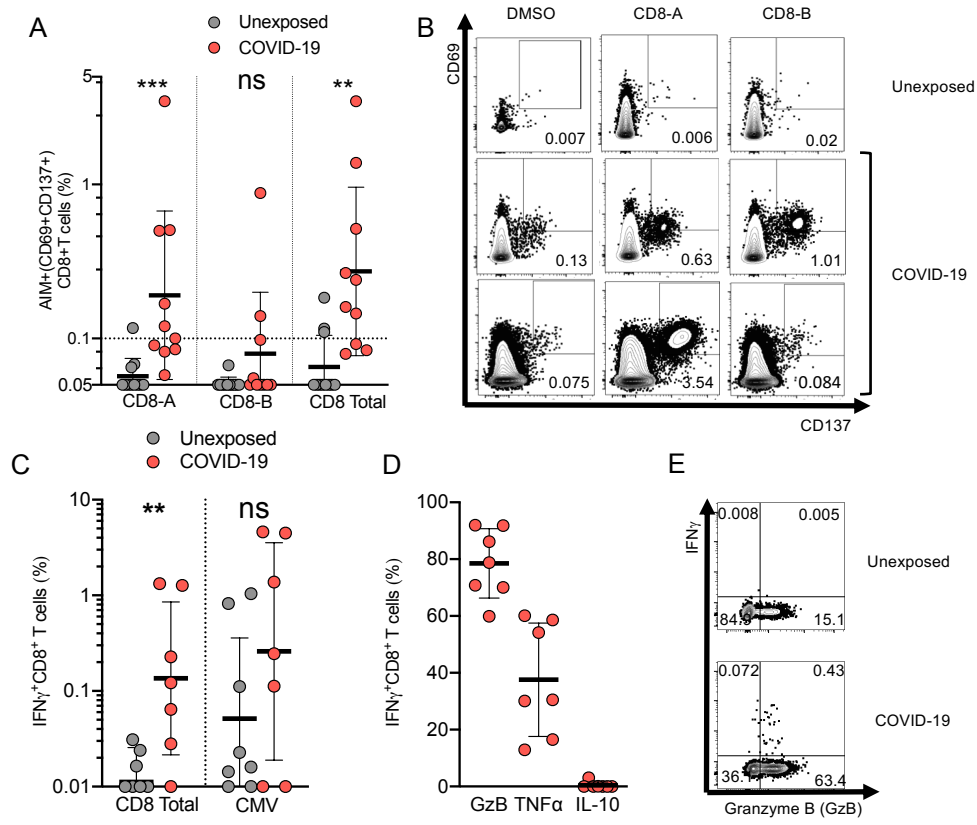 A
Unexposed
COVID-19
AIM+(CD69+CD137+)
CD8+T cells (%)
5
1
0.1
0.05
***
ns
**
CD8-A
CD8-B
CD8 Total
B
DMSO
CD8-A
CD8-B
CD69
0.007
0.006
0.02
Unexposed
0.13
0.63
1.01
COVID-19
0.075
3.54
0.084
CD137
C
Unexposed
COVID-19
IFNγ⁺CD8⁺ T cells (%)
10
1
0.1
0.01
**
ns
CD8 Total
CMV
D
IFNγ⁺CD8⁺ T cells (%)
100
80
60
40
20
0
GzB
TNFα
IL-10
E
IFNγ
0.008
0.005
15.1
Unexposed
0.072
0.43
63.4
COVID-19
Granzyme B (GzB)